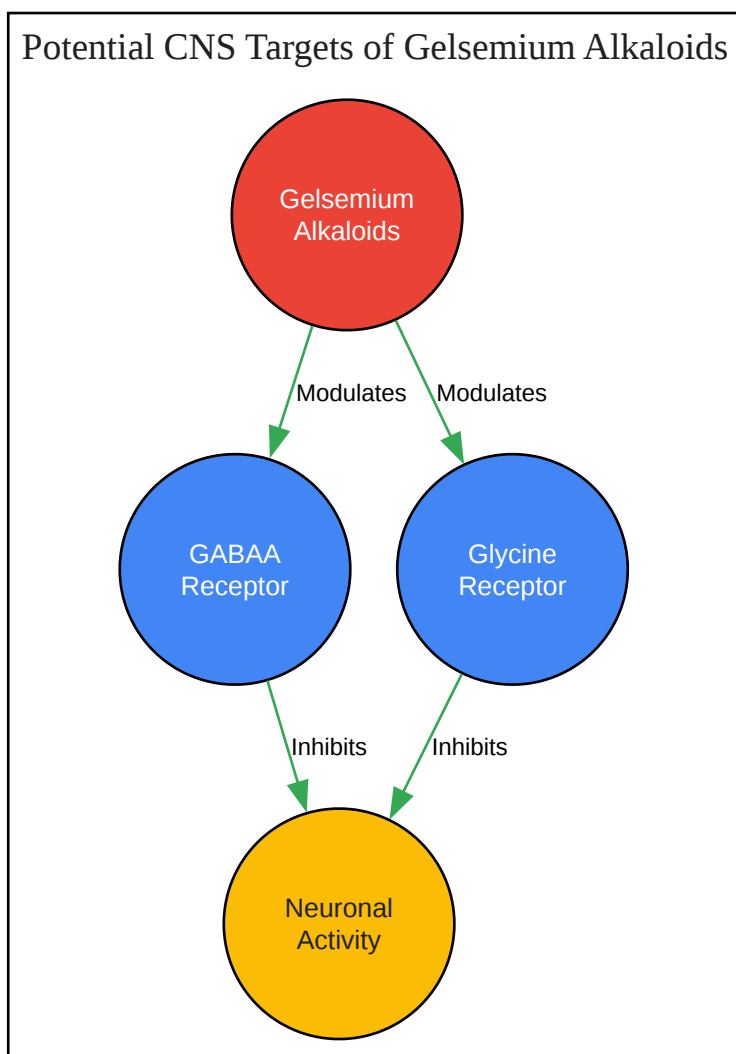 Potential CNS Targets of Gelsemium Alkaloids
Gelsemium
Alkaloids
Modulates
Modulates
GABAA
Receptor
Glycine
Receptor
Inhibits
Inhibits
Neuronal
Activity